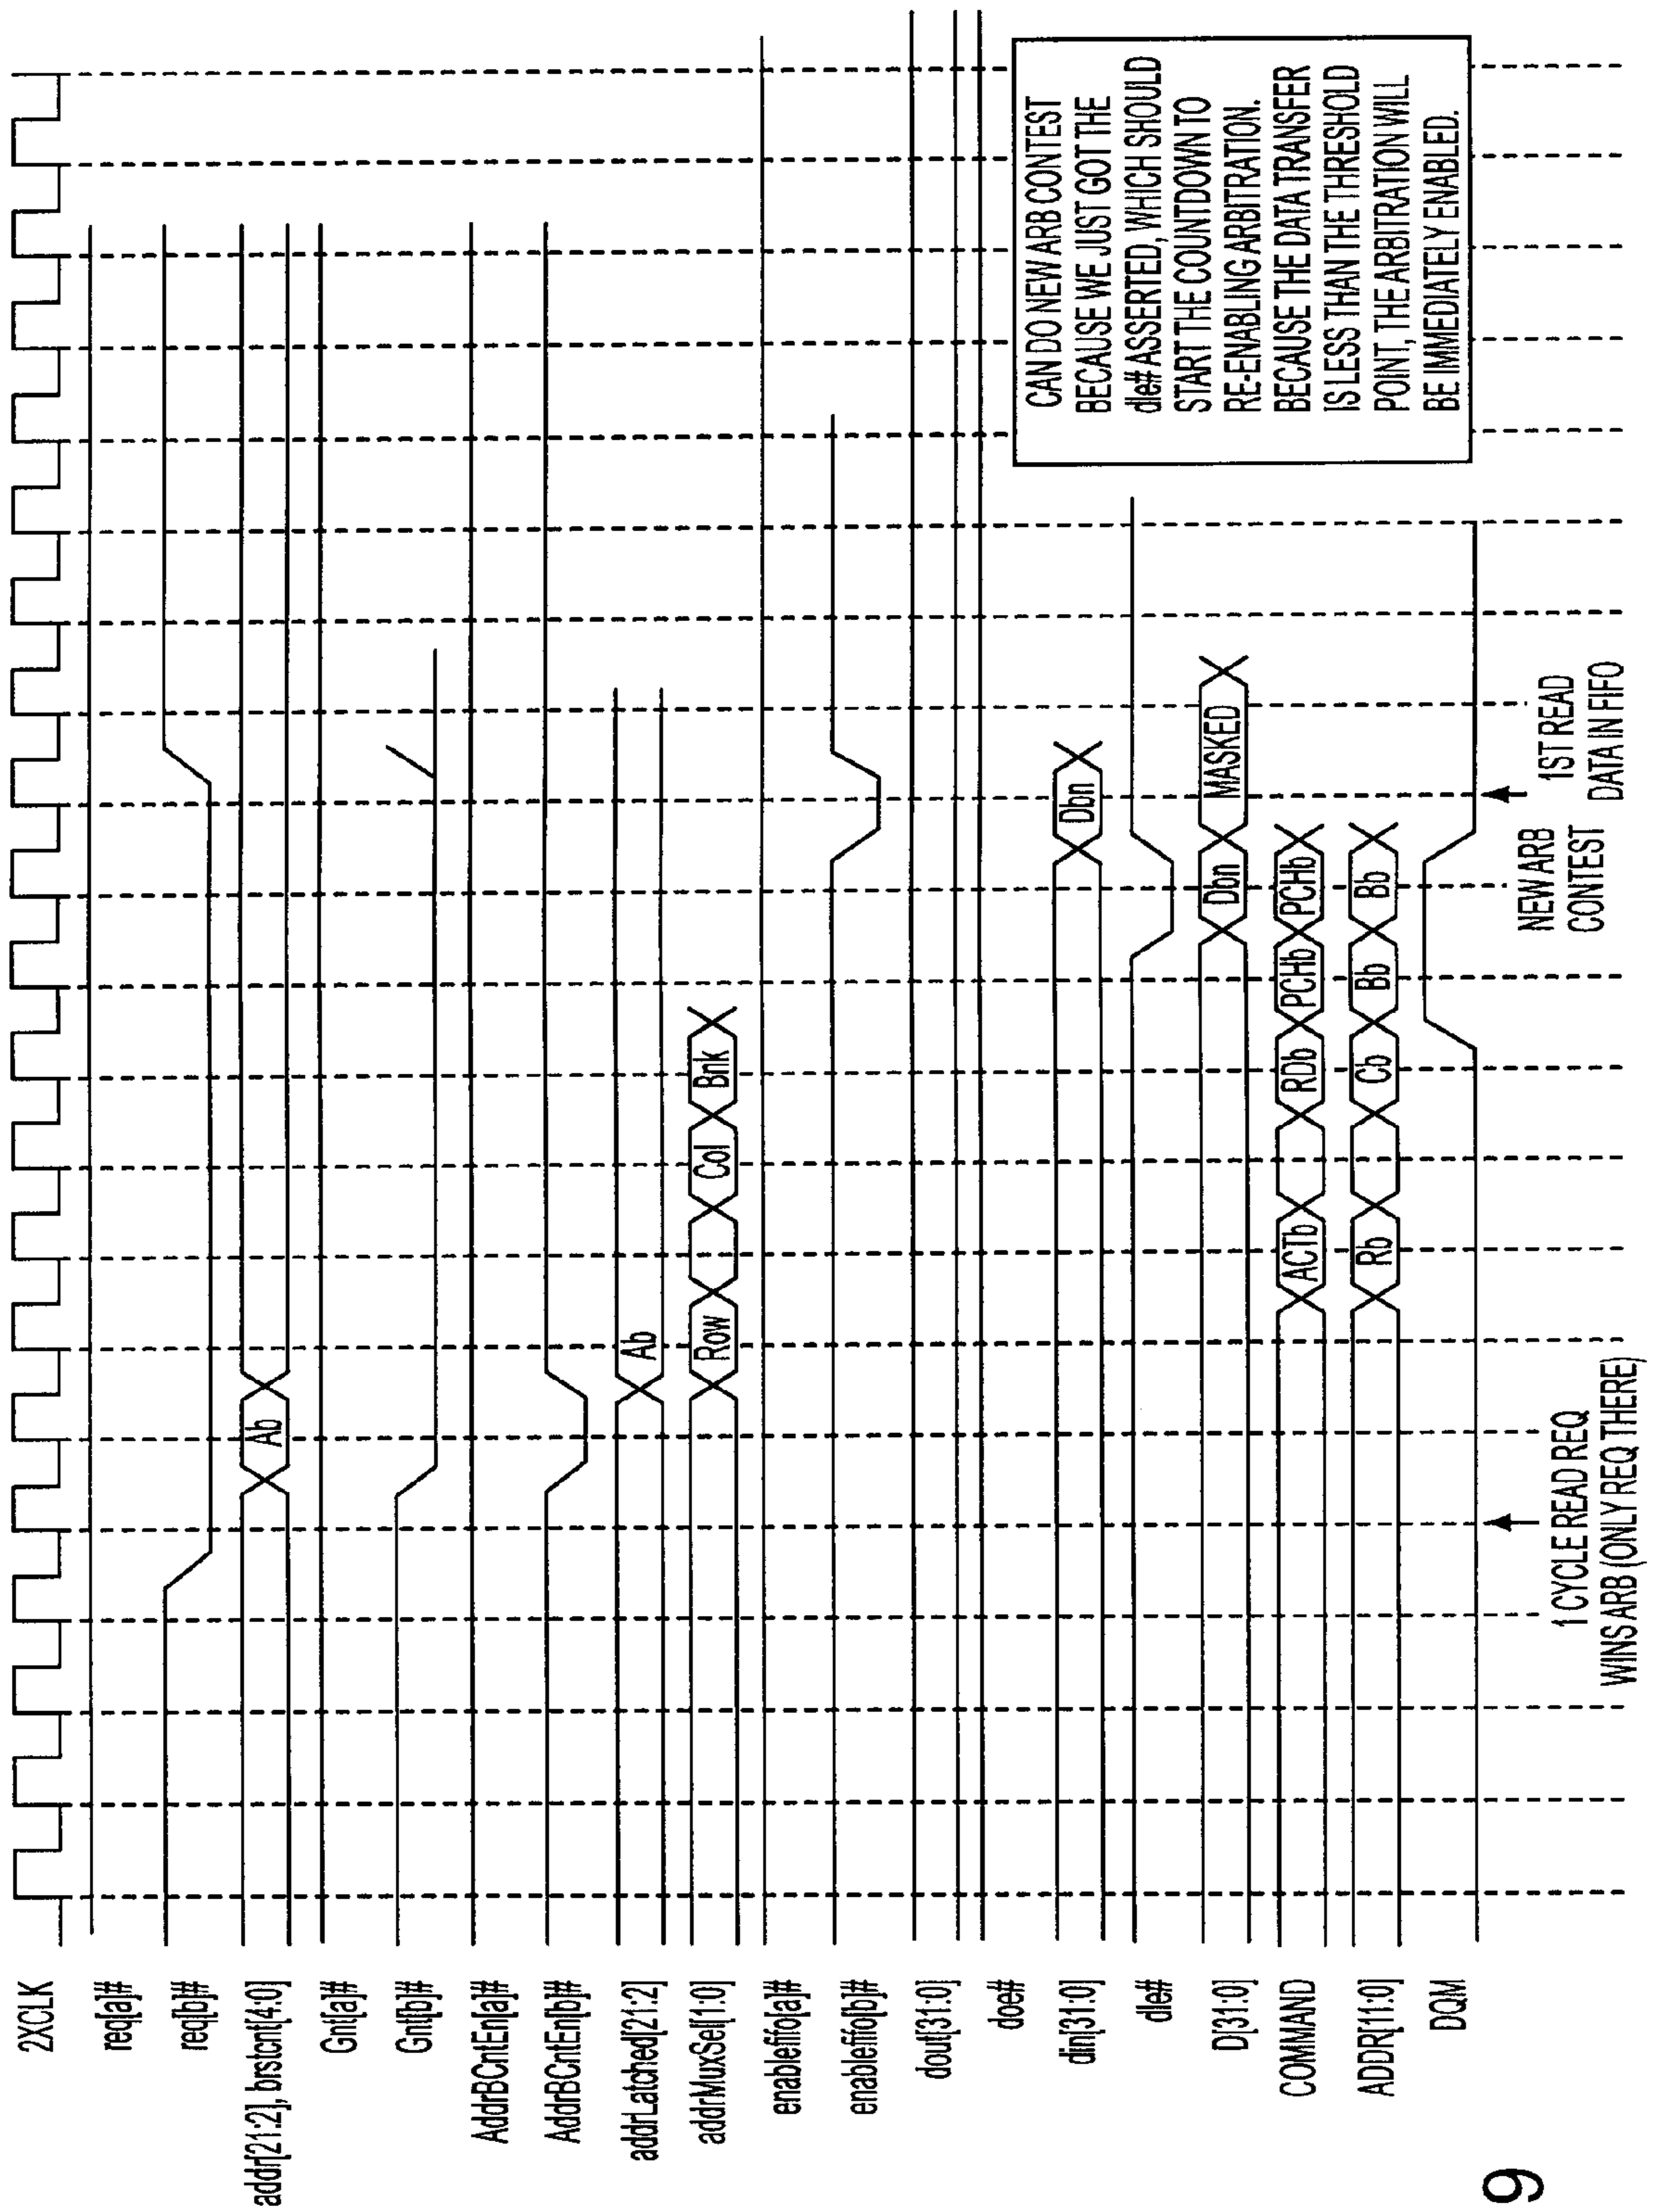 2XCLK
req[a]#
req[b]#
addr[21:2], brstcnt[4:0] Ab
Gnt[a]#
Gnt[b]#
AddrBCntEn[a]#
AddrBCntEn[b]#
addrLatched[21:2] Ab
addrMuxSel[1:0] Row Col Bnk
enablefifo[a]#
enablefifo[b]#
dout[31:0]
doe#
din[31:0] Dbn
dle#
D[31:0] Dbn MASKED
COMMAND ACTb RDb PCHb PCHb
ADDR[11:0] Rb Cb Bb Bb
DQM
CAN DO NEW ARB CONTEST
BECAUSE WE JUST GOT THE
dle# ASSERTED, WHICH SHOULD
START THE COUNTDOWN TO
RE-ENABLING ARBITRATION.
BECAUSE THE DATA TRANSFER
IS LESS THAN THE THRESHOLD
POINT, THE ARBITRATION WILL
BE IMMEDIATELY ENABLED.
1 CYCLE READ REQ
WINS ARB (ONLY REQ THERE)
NEW ARB
CONTEST
1ST READ
DATA IN FIFO
9